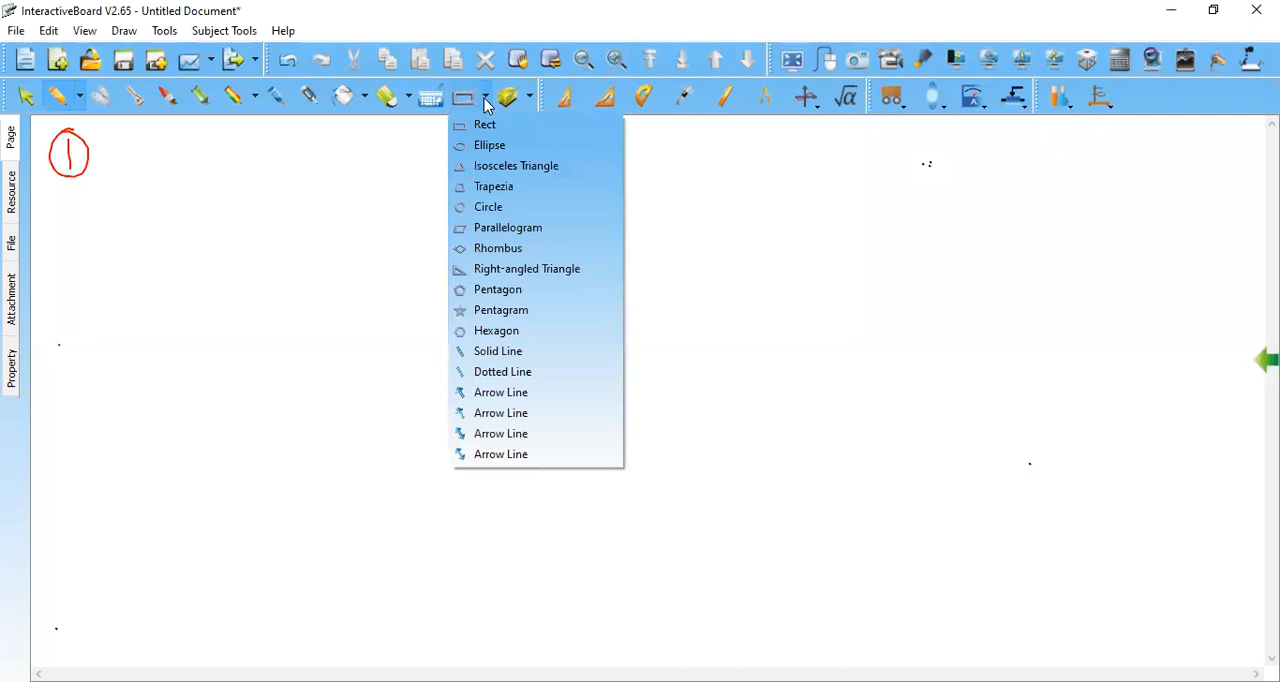 InteractiveBoard V2.65 - Untitled Document*
File Edit View Draw Tools Subject Tools Help
Page
Resource
File
Attachment
Property
1
Rect
Ellipse
Isosceles Triangle
Trapezia
Circle
Parallelogram
Rhombus
Right-angled Triangle
Pentagon
Pentagram
Hexagon
Solid Line
Dotted Line
Arrow Line
Arrow Line
Arrow Line
Arrow Line
√α